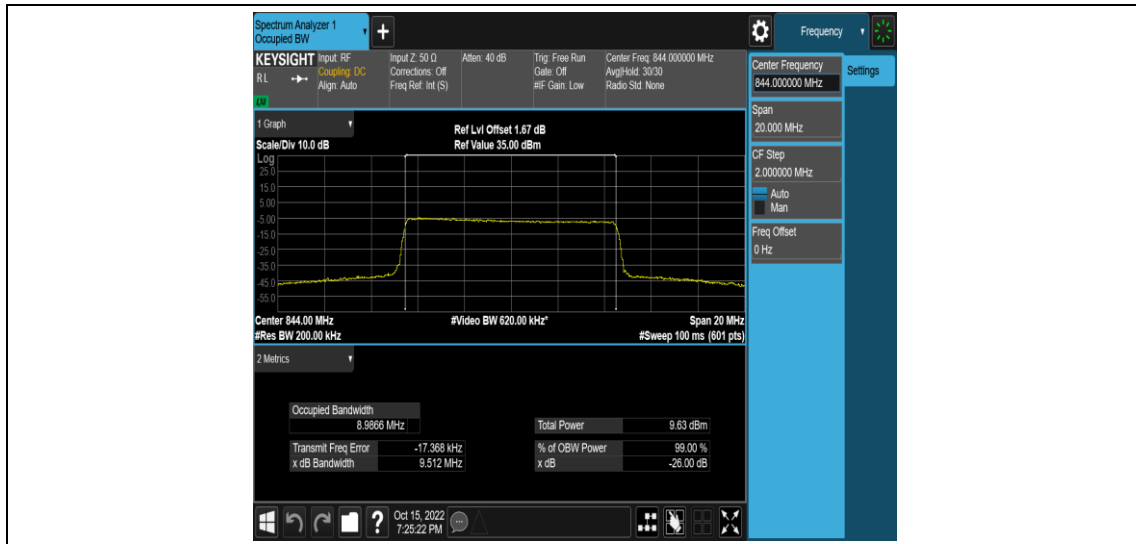 Spectrum Analyzer 1
Occupied BW
+
Frequency
KEYSIGHT
RL
LXI
Input: RF
Coupling: DC
Align: Auto
Input Z: 50 Ω
Corrections: Off
Freq Ref: Int (S)
Atten: 40 dB
Trig: Free Run
Gate: Off
#IF Gain: Low
Center Freq: 844.000000 MHz
Avg|Hold: 30/30
Radio Std: None
Center Frequency
844.000000 MHz
Settings
Span
20.000 MHz
CF Step
2.000000 MHz
Auto
Man
Freq Offset
0 Hz
1 Graph
Scale/Div 10.0 dB
Ref Lvl Offset 1.67 dB
Ref Value 35.00 dBm
Log
25.0
15.0
5.00
-5.00
-15.0
-25.0
-35.0
-45.0
-55.0
Center 844.00 MHz
#Video BW 620.00 kHz*
Span 20 MHz
#Res BW 200.00 kHz
#Sweep 100 ms (601 pts)
2 Metrics
Occupied Bandwidth
8.9866 MHz
Total Power 9.63 dBm
Transmit Freq Error -17.368 kHz
% of OBW Power 99.00 %
x dB Bandwidth 9.512 MHz
x dB -26.00 dB
?
Oct 15, 2022
7:25:22 PM